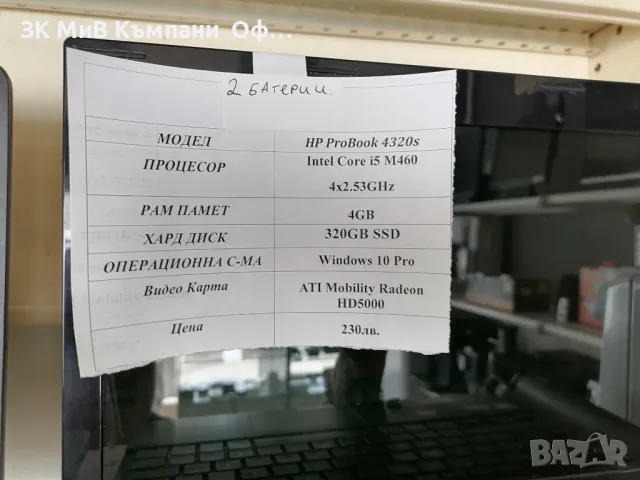 ЗК МиВ Къмпани Оф...
2 батерии.
МОДЕЛ HP ProBook 4320s
ПРОЦЕСОР Intel Core i5 M460
4x2.53GHz
РАМ ПАМЕТ 4GB
ХАРД ДИСК 320GB SSD
ОПЕРАЦИОННА С-МА Windows 10 Pro
Видео Карта ATI Mobility Radeon
HD5000
Цена 230лв.
BAZAR
bg